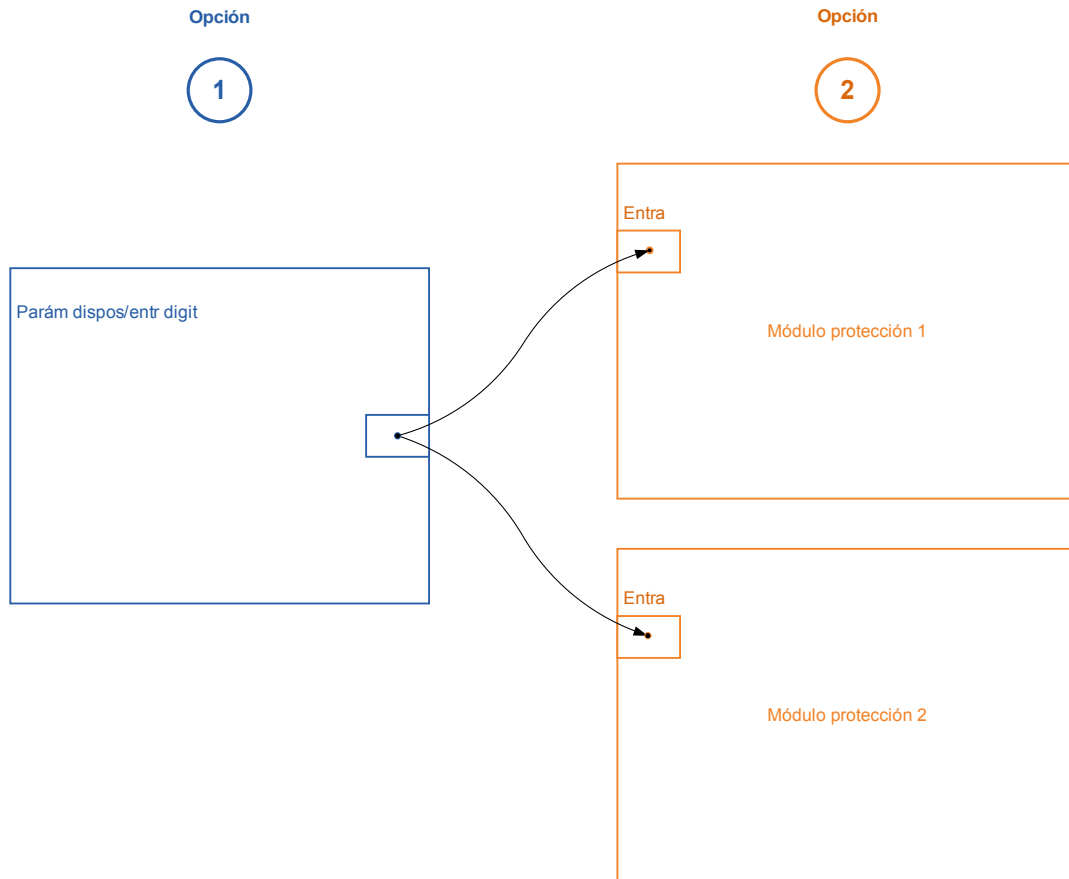 Opción
Opción
1
2
Entra
Parám dispos/entr digit
Módulo protección 1
Entra
Módulo protección 2